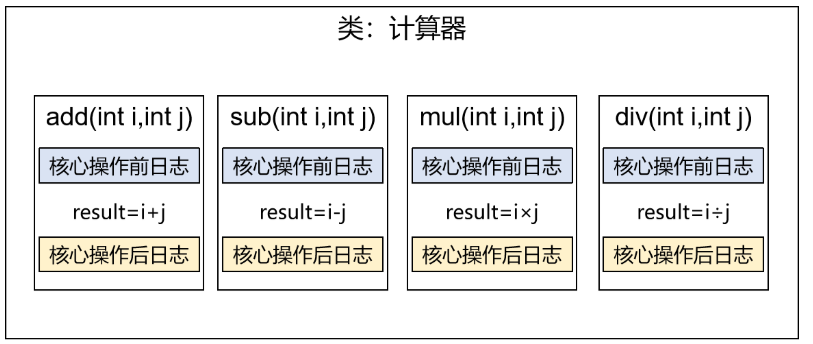 类：计算器
add(int i,int j)
核心操作前日志
result=i+j
核心操作后日志
sub(int i,int j)
核心操作前日志
result=i-j
核心操作后日志
mul(int i,int j)
核心操作前日志
result=i×j
核心操作后日志
div(int i,int j)
核心操作前日志
result=i÷j
核心操作后日志